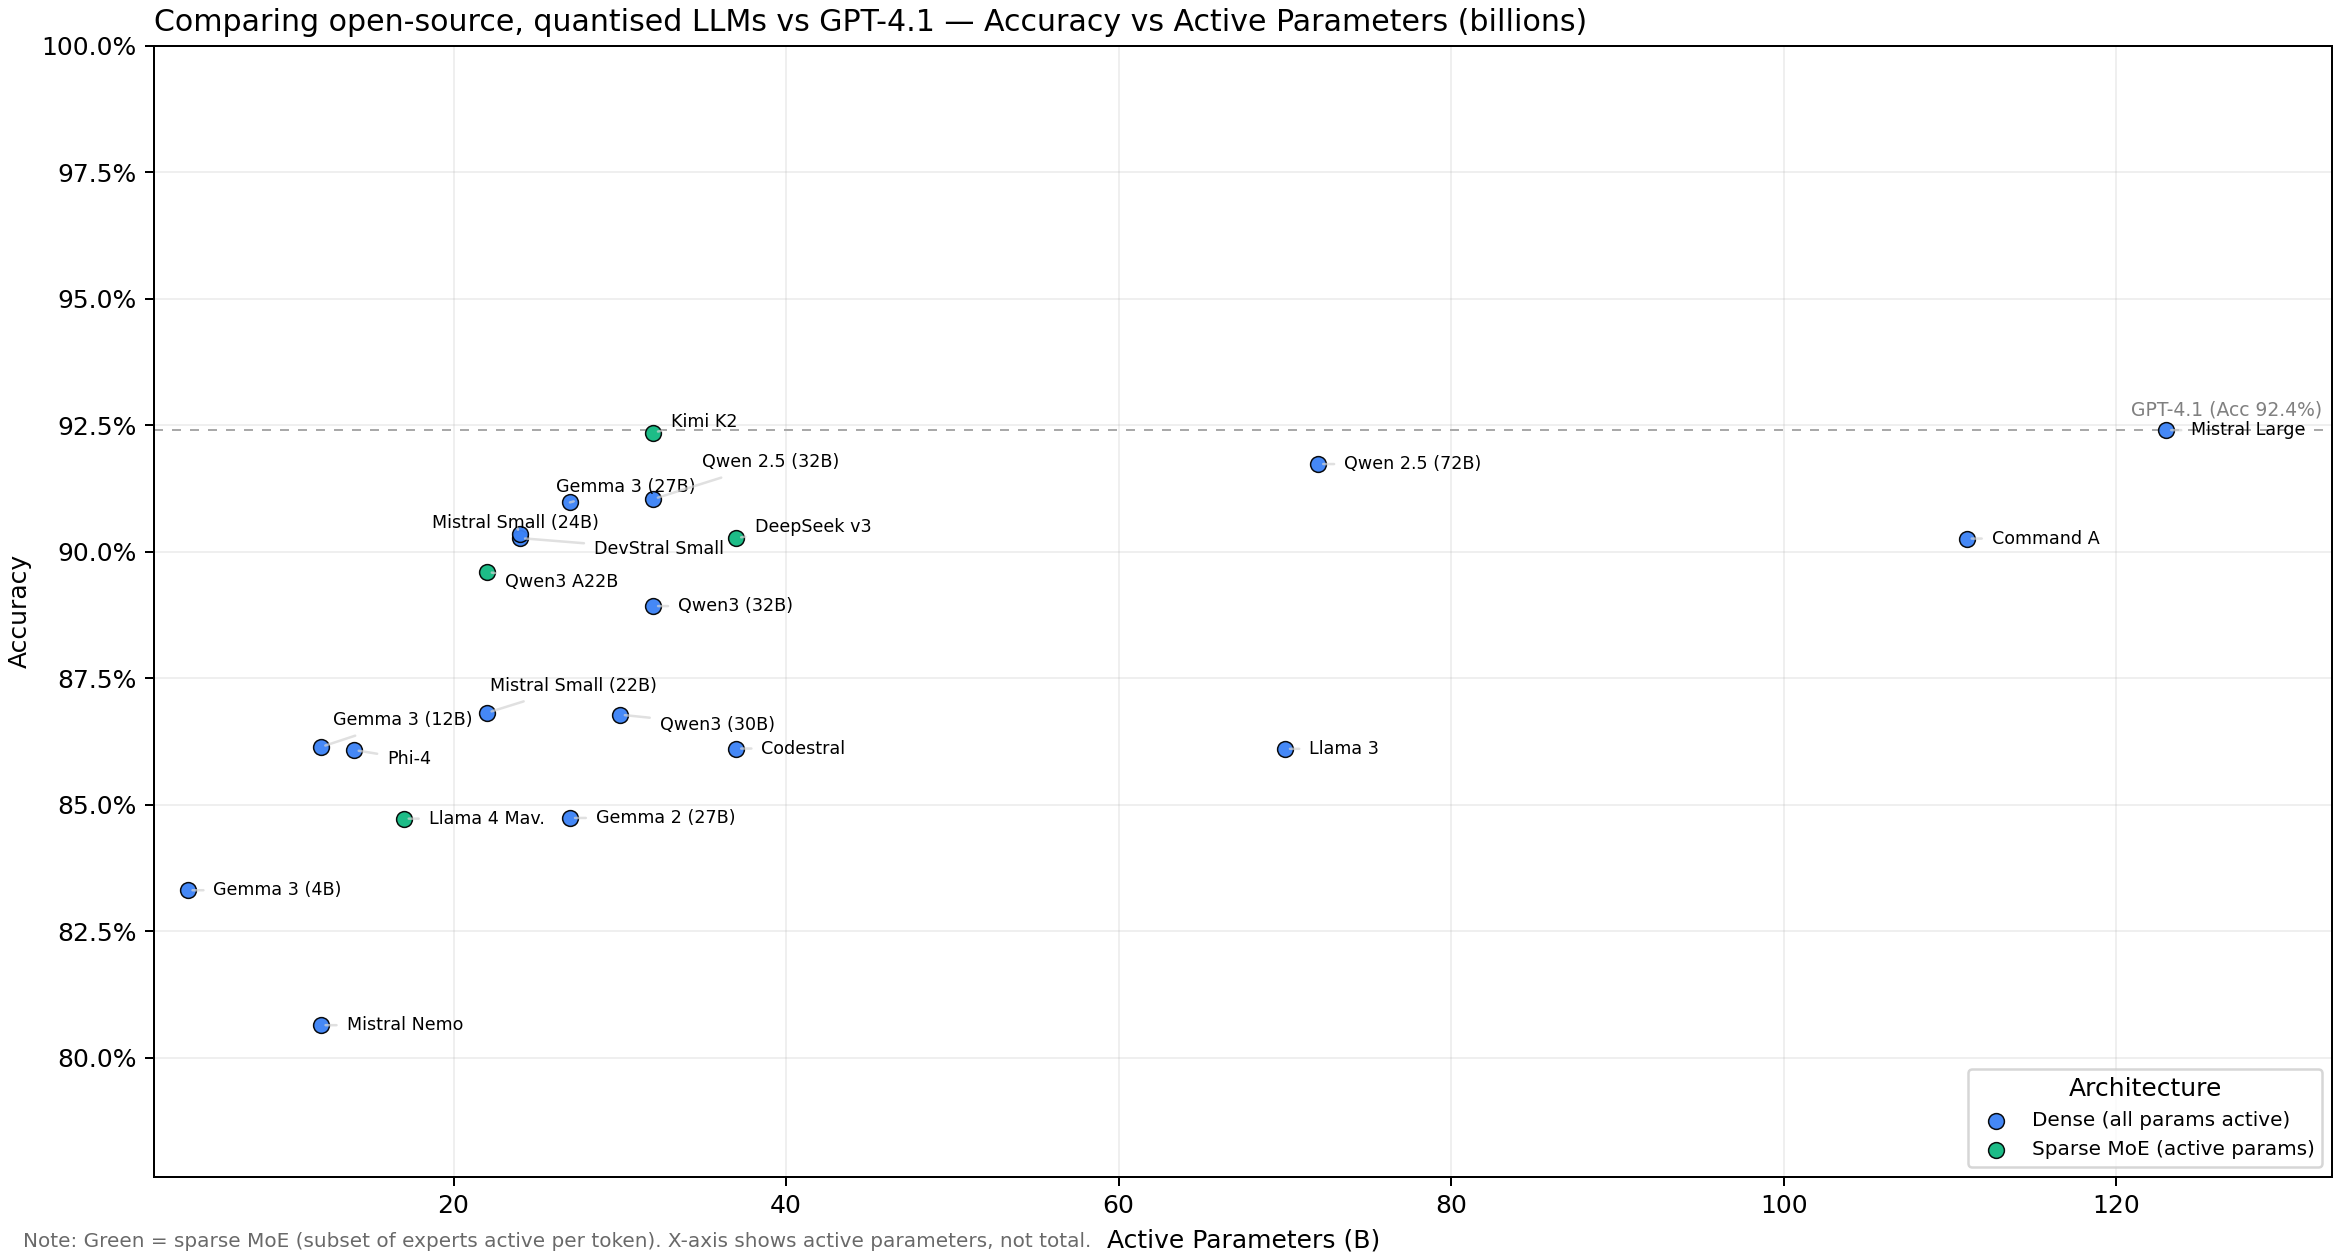 Comparing open-source, quantised LLMs vs GPT-4.1 — Accuracy vs Active Parameters (billions)
100.0%
97.5%
95.0%
92.5%
90.0%
87.5%
85.0%
82.5%
80.0%
Accuracy
GPT-4.1 (Acc 92.4%)
Kimi K2
Mistral Large
Qwen 2.5 (32B)
Qwen 2.5 (72B)
Gemma 3 (27B)
Mistral Small (24B)
DeepSeek v3
Command A
DevStral Small
Qwen3 A22B
Qwen3 (32B)
Mistral Small (22B)
Gemma 3 (12B)
Qwen3 (30B)
Codestral
Llama 3
Phi-4
Llama 4 Mav.
Gemma 2 (27B)
Gemma 3 (4B)
Mistral Nemo
Architecture
Dense (all params active)
Sparse MoE (active params)
20
40
60
80
100
120
Note: Green = sparse MoE (subset of experts active per token). X-axis shows active parameters, not total.
Active Parameters (B)